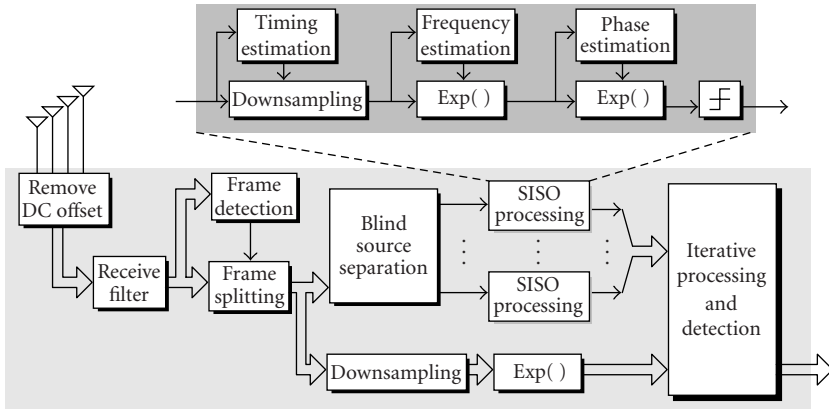 Timing
estimation
Frequency
estimation
Phase
estimation
Downsampling
Exp( )
Exp( )
Remove
DC offset
Frame
detection
Receive
filter
Frame
splitting
Blind
source
separation
SISO
processing
SISO
processing
Iterative
processing
and
detection
Downsampling
Exp( )